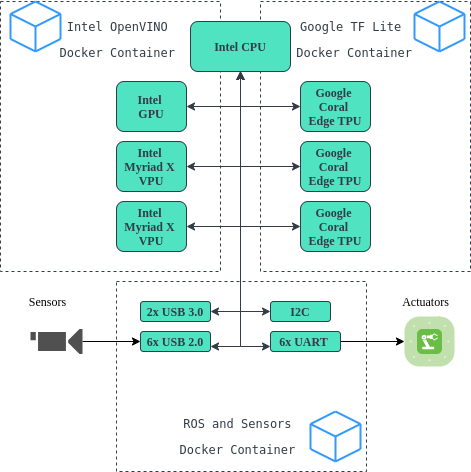 Intel OpenVINO
Docker Container
Google TF Lite
Docker Container
Intel CPU
Intel
GPU
Google
Coral
Edge TPU
Intel
Myriad X
VPU
Google
Coral
Edge TPU
Intel
Myriad X
VPU
Google
Coral
Edge TPU
Sensors
Actuators
2x USB 3.0
I2C
6x USB 2.0
6x UART
ROS and Sensors
Docker Container